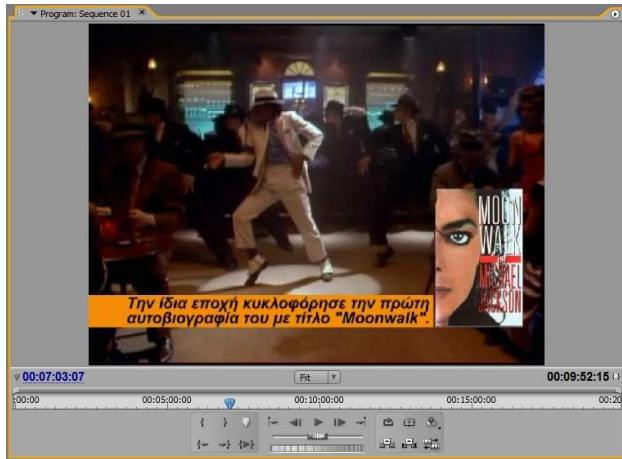 Program: Sequence 01
MOON
WALK
MICHAEL
JACKSON
Την ίδια εποχή κυκλοφόρησε την πρώτη
αυτοβιογραφία του με τίτλο "Moonwalk".
00:07:03:07
Fit
00:09:52:15
;00:00
00:05;00:00
00:10;00:00
00:15;00:00
00:20